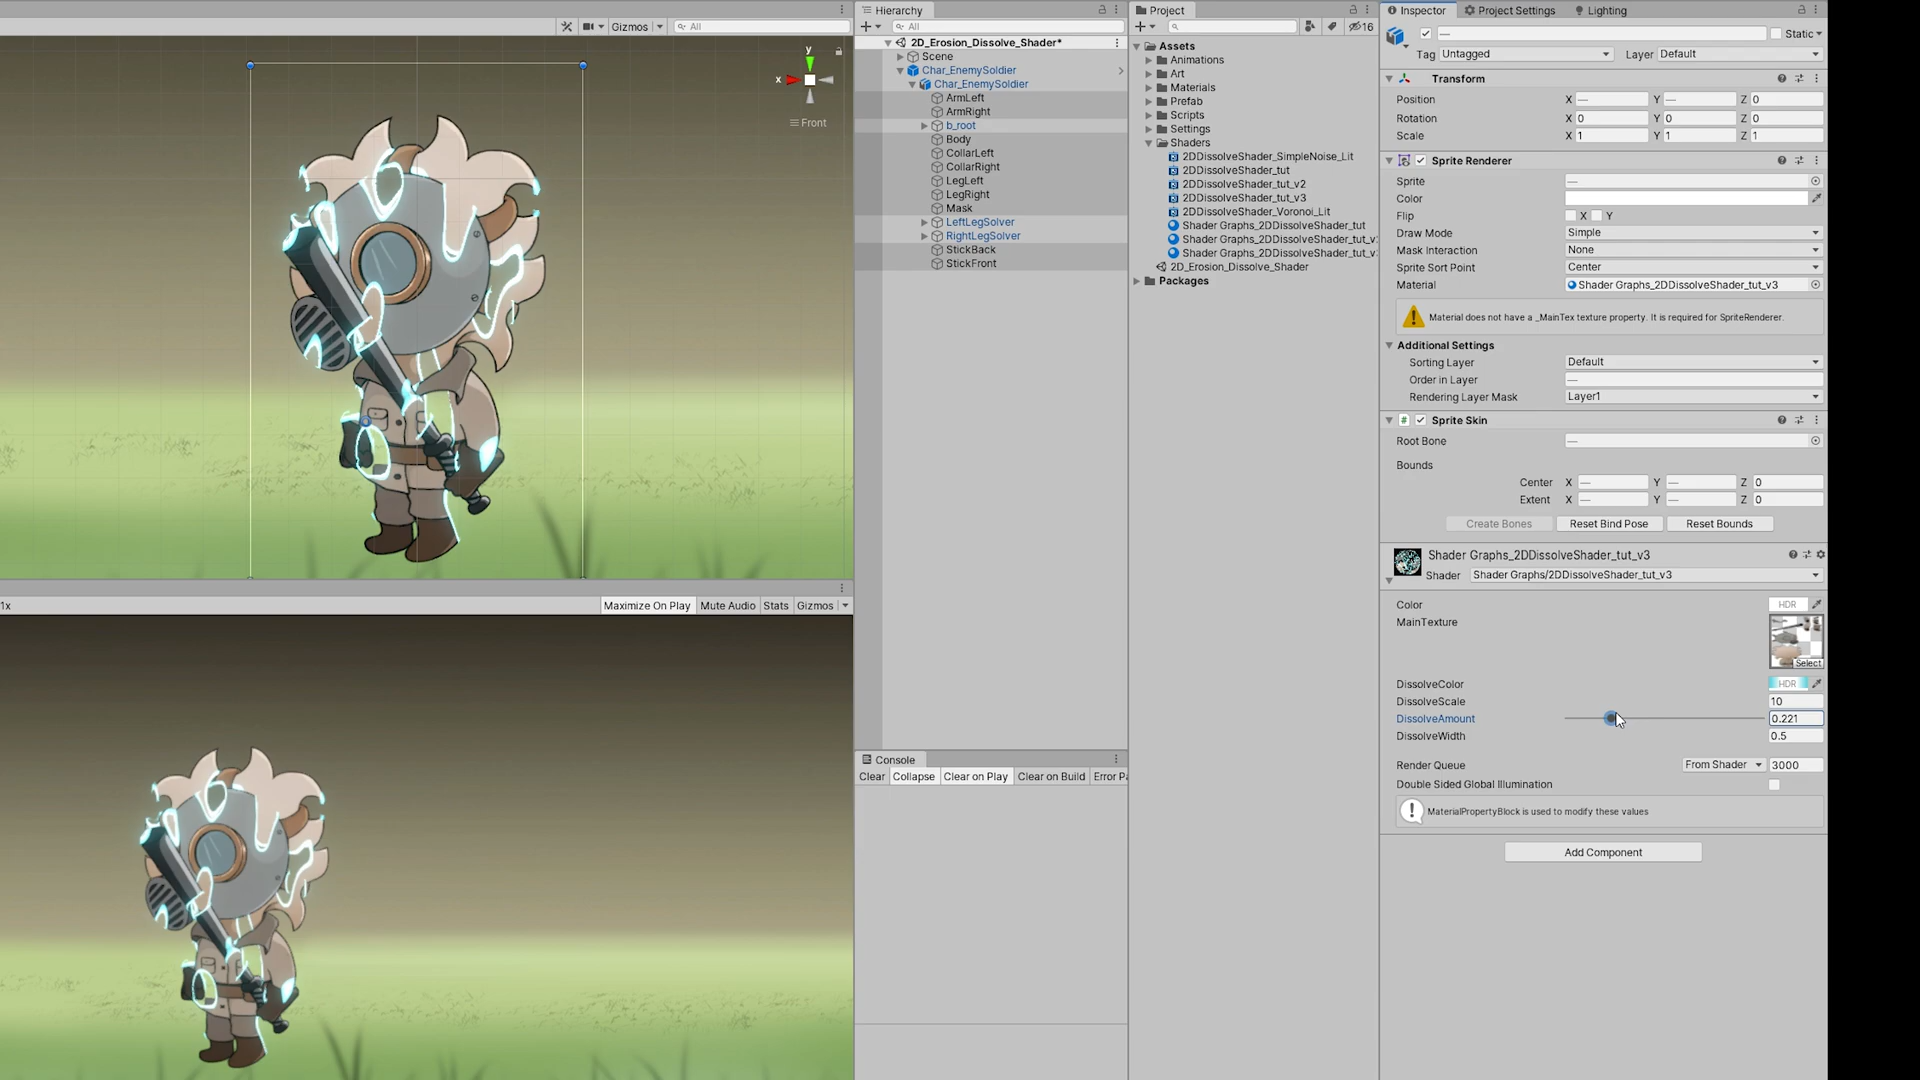 Gizmos
All
y
x
Front
1x
Maximize On Play
Mute Audio
Stats
Gizmos
Hierarchy
All
2D_Erosion_Dissolve_Shader*
Scene
Char_EnemySoldier
Char_EnemySoldier
ArmLeft
ArmRight
b_root
Body
CollarLeft
CollarRight
LegLeft
LegRight
Mask
LeftLegSolver
RightLegSolver
StickBack
StickFront
Console
Clear
Collapse
Clear on Play
Clear on Build
Error Pa
Project
16
Assets
Animations
Art
Materials
Prefab
Scripts
Settings
Shaders
2DDissolveShader_SimpleNoise_Lit
2DDissolveShader_tut
2DDissolveShader_tut_v2
2DDissolveShader_tut_v3
2DDissolveShader_Voronoi_Lit
Shader Graphs_2DDissolveShader_tut
Shader Graphs_2DDissolveShader_tut_v
Shader Graphs_2DDissolveShader_tut_v
2D_Erosion_Dissolve_Shader
Packages
Inspector
Project Settings
Lighting
—
Static
Tag Untagged
Layer Default
Transform
Position X — Y — Z 0
Rotation X 0 Y 0 Z 0
Scale X 1 Y 1 Z 1
Sprite Renderer
Sprite —
Color
Flip X Y
Draw Mode Simple
Mask Interaction None
Sprite Sort Point Center
Material Shader Graphs_2DDissolveShader_tut_v3
Material does not have a _MainTex texture property. It is required for SpriteRenderer.
Additional Settings
Sorting Layer Default
Order in Layer —
Rendering Layer Mask Layer1
Sprite Skin
Root Bone —
Bounds
Center X — Y — Z 0
Extent X — Y — Z 0
Create Bones
Reset Bind Pose
Reset Bounds
Shader Graphs_2DDissolveShader_tut_v3
Shader Shader Graphs/2DDissolveShader_tut_v3
Color HDR
MainTexture
Select
DissolveColor HDR
DissolveScale 10
DissolveAmount 0.221
DissolveWidth 0.5
Render Queue From Shader 3000
Double Sided Global Illumination
MaterialPropertyBlock is used to modify these values
Add Component